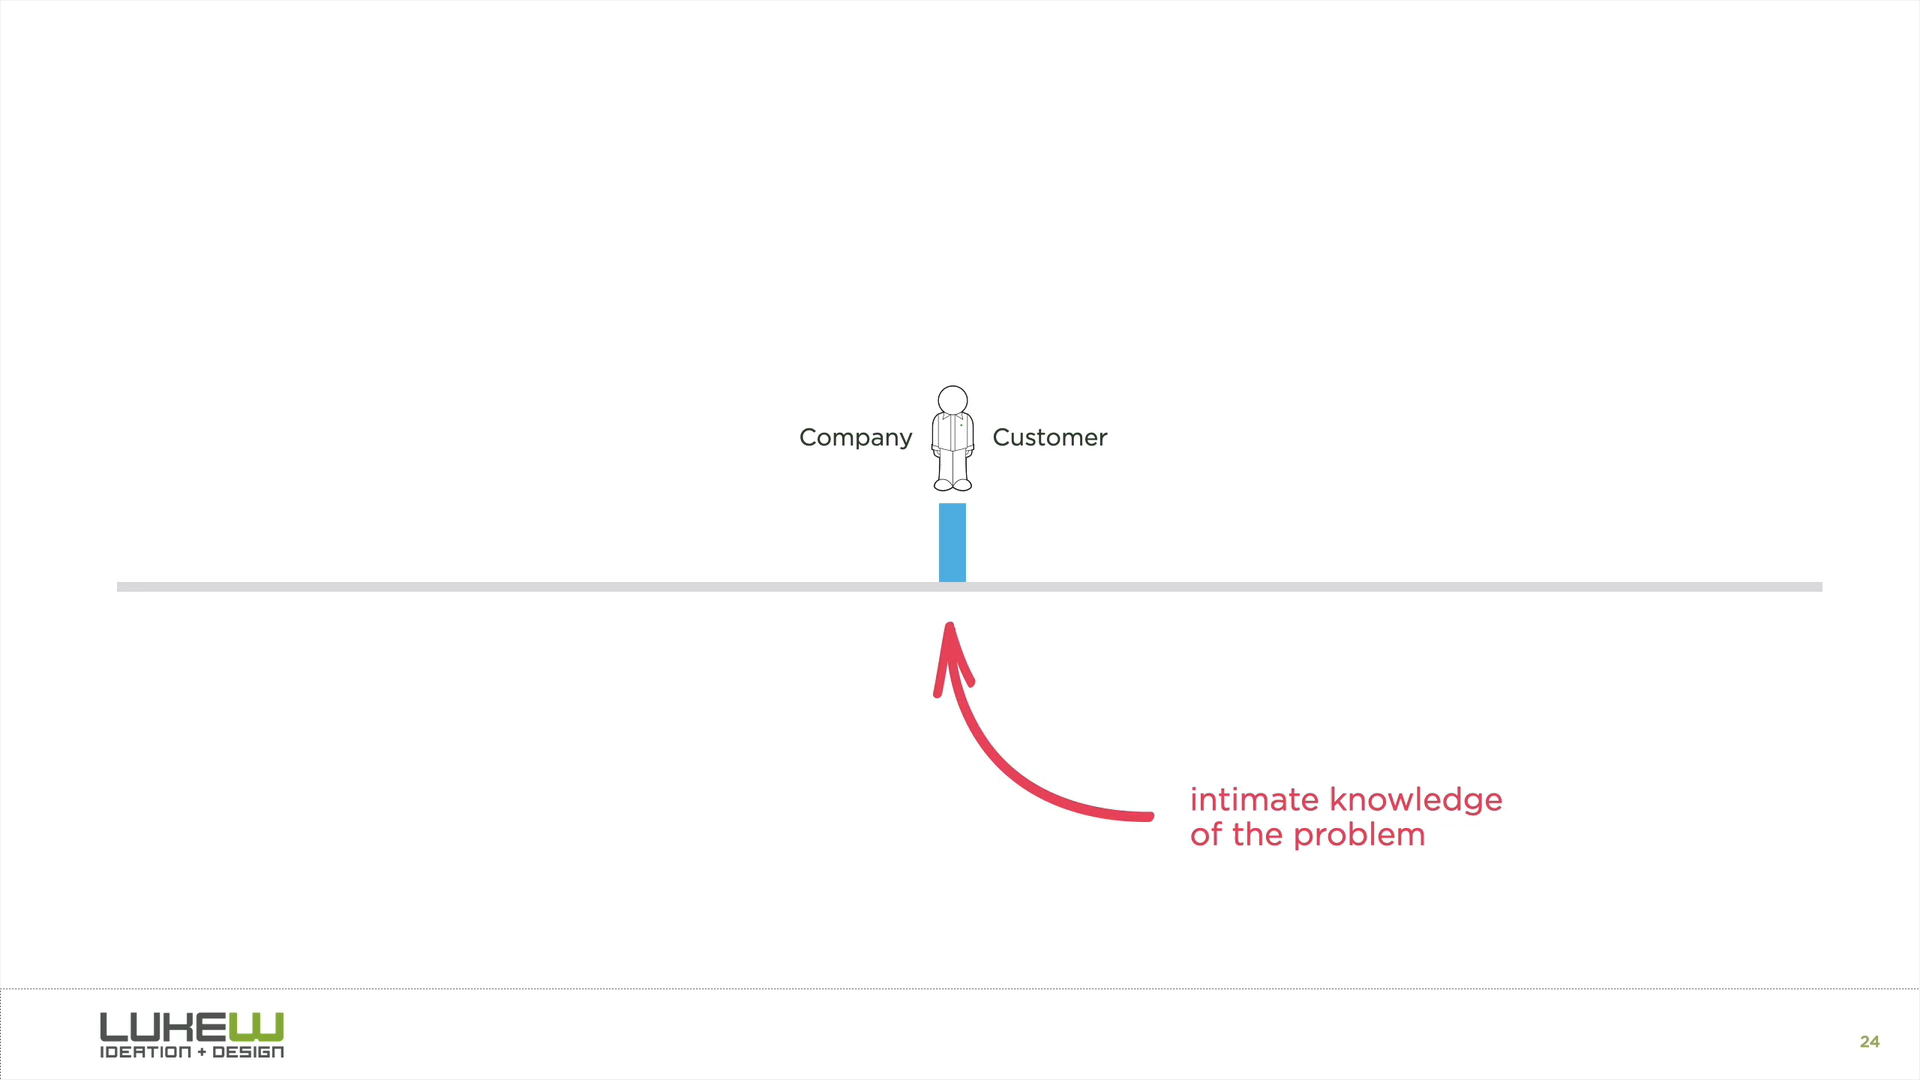 Company
Customer
intimate knowledge
of the problem
LUKEW
IDEATION + DESIGN
24